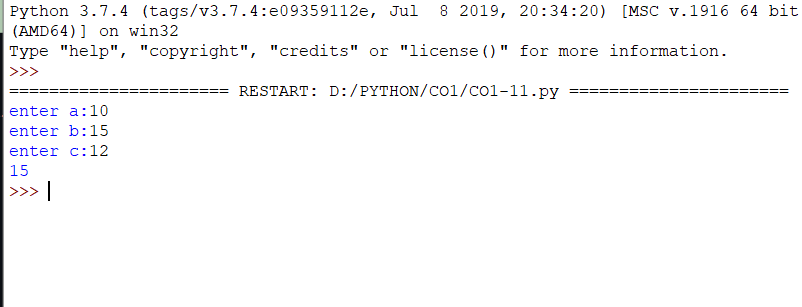 Python 3.7.4 (tags/v3.7.4:e09359112e, Jul  8 2019, 20:34:20) [MSC v.1916 64 bit
(AMD64)] on win32
Type "help", "copyright", "credits" or "license()" for more information.
>>>
====================== RESTART: D:/PYTHON/CO1/CO1-11.py ======================
enter a:10
enter b:15
enter c:12
15
>>>